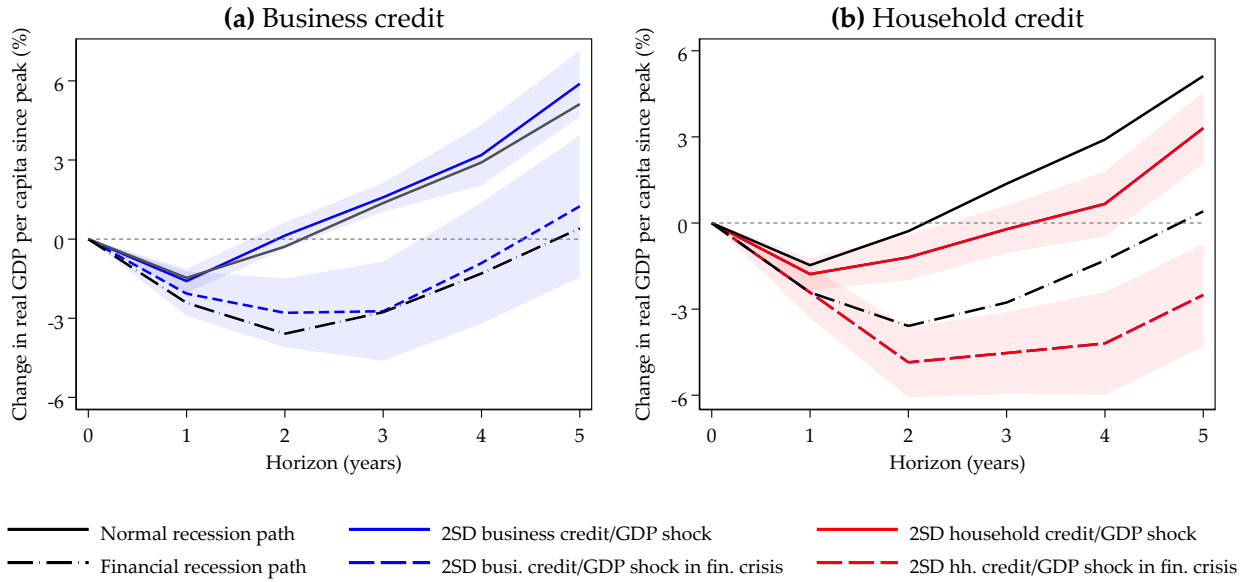 (a) Business credit
Change in real GDP per capita since peak (%)
6
3
0
-3
-6
0 1 2 3 4 5
Horizon (years)
(b) Household credit
Change in real GDP per capita since peak (%)
6
3
0
-3
-6
0 1 2 3 4 5
Horizon (years)
Normal recession path
2SD business credit/GDP shock
2SD household credit/GDP shock
Financial recession path
2SD busi. credit/GDP shock in fin. crisis
2SD hh. credit/GDP shock in fin. crisis